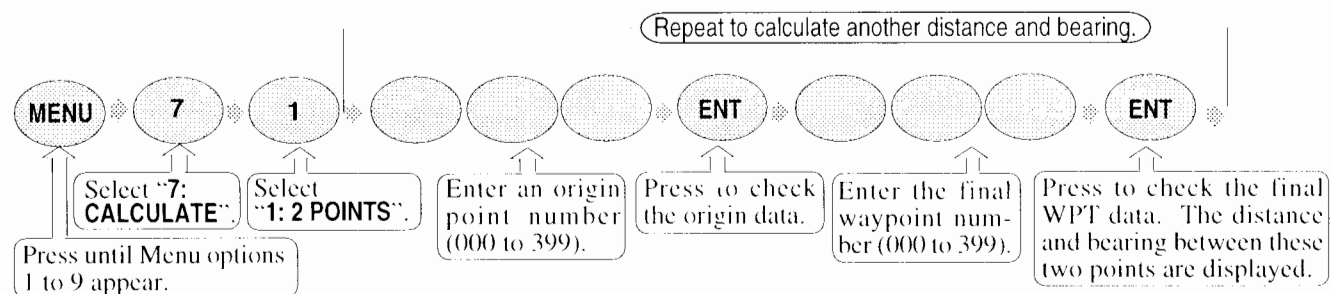 Repeat to calculate another distance and bearing.
MENU 7 1 ENT ENT
Select "7:
CALCULATE".
Select
"1: 2 POINTS".
Enter an origin
point number
(000 to 399).
Press to check
the origin data.
Enter the final
waypoint num-
ber (000 to 399).
Press to check the final
WPT data. The distance
and bearing between these
two points are displayed.
Press until Menu options
1 to 9 appear.